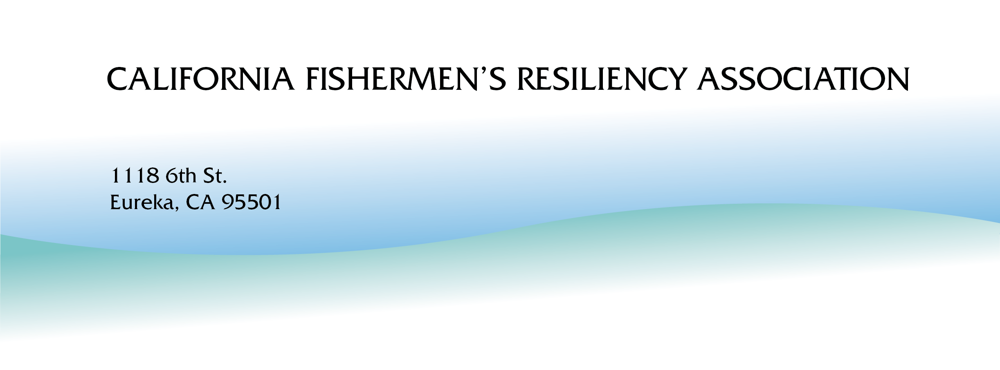 CALIFORNIA FISHERMEN’S RESILIENCY ASSOCIATION
1118 6th St.
Eureka, CA 95501